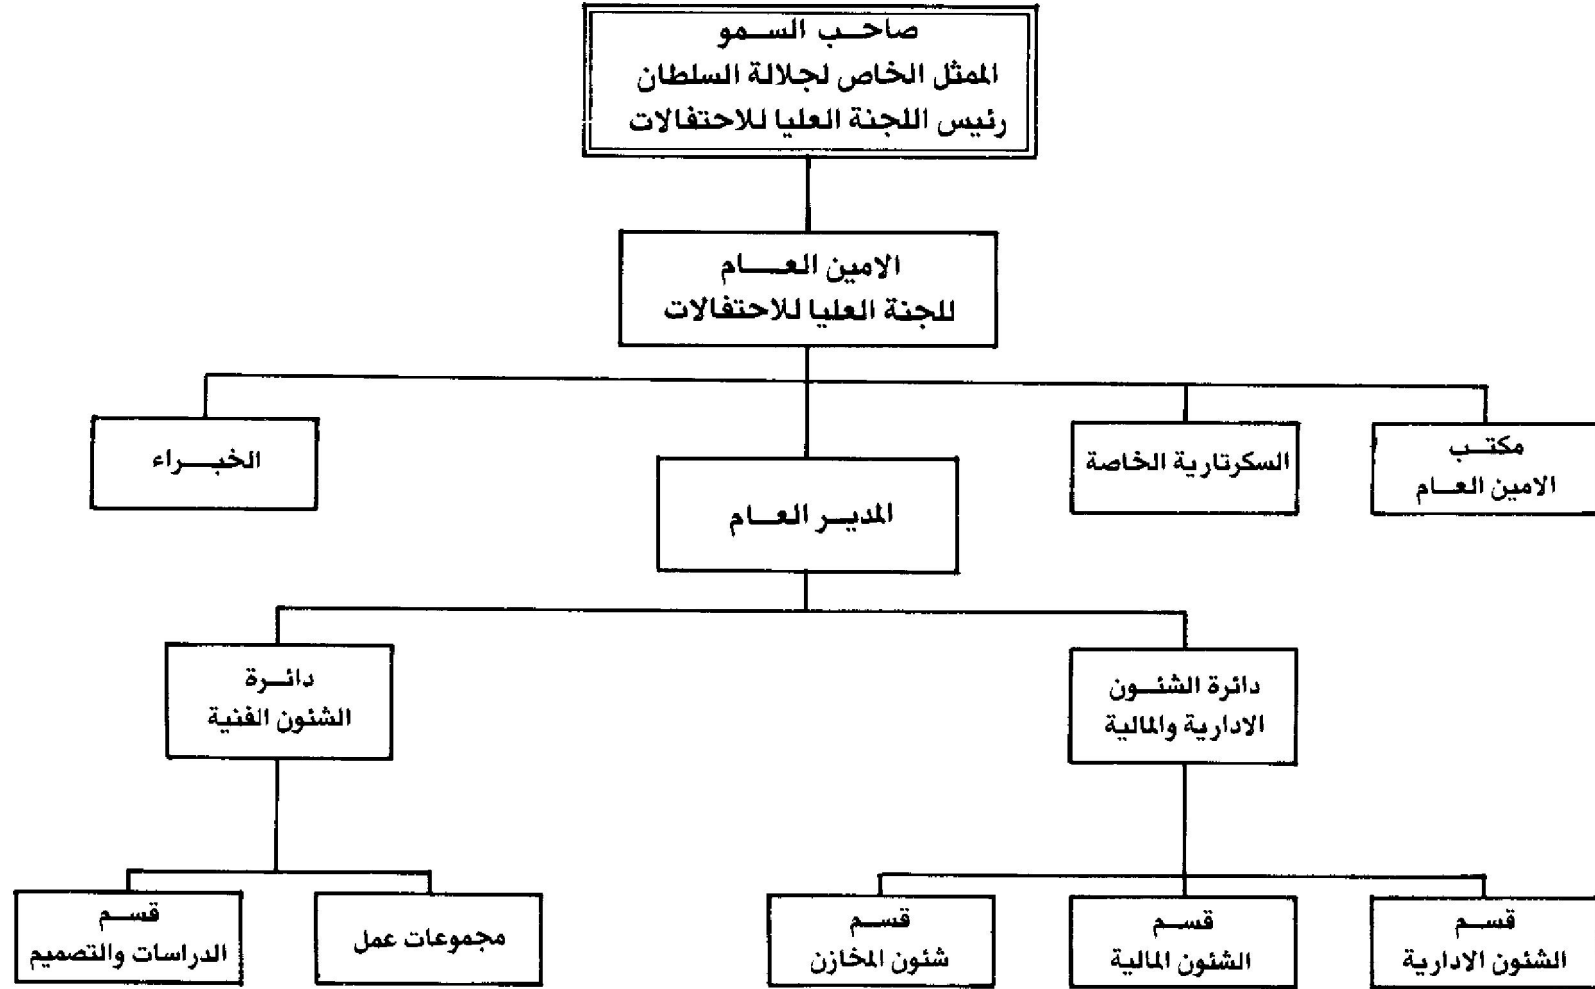 صاحب السمو
الممثل الخاص لجلالة السلطان
رئيس اللجنة العليا للاحتفالات
الامين العام
للجنة العليا للاحتفالات
مكتب
الامين العام
السكرتارية الخاصة
الخبراء
المدير العام
دائرة الشئون
الادارية والمالية
دائرة
الشئون الفنية
قسم
الشئون الادارية
قسم
الشئون المالية
قسم
شئون المخازن
مجموعات عمل
قسم
الدراسات والتصميم